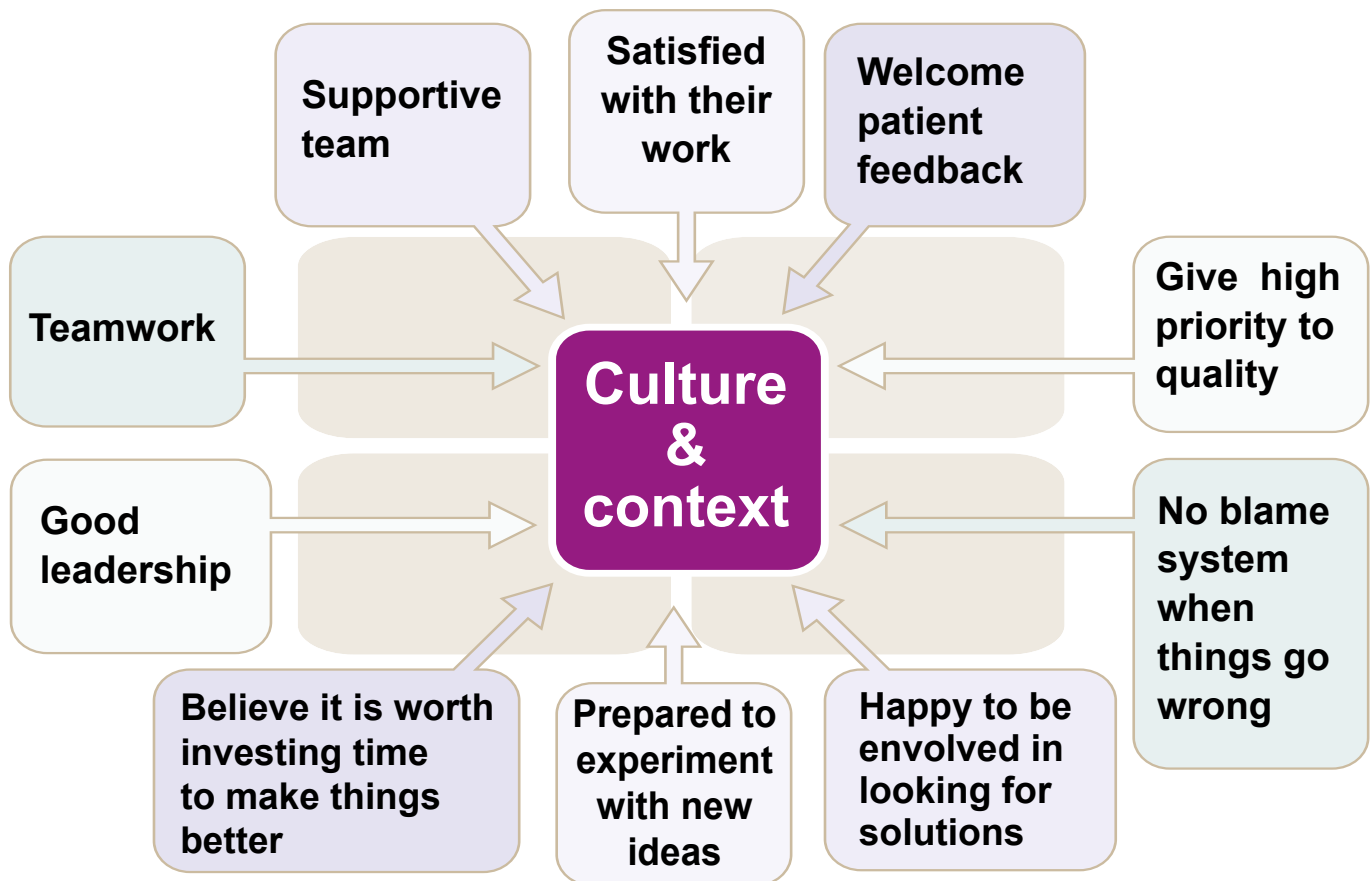 Supportive
team
Satisfied
with their
work
Welcome
patient
feedback
Teamwork
Give high
priority to
quality
Culture
&
context
Good
leadership
No blame
system
when
things go
wrong
Believe it is worth
investing time
to make things
better
Prepared to
experiment
with new
ideas
Happy to be
envolved in
looking for
solutions